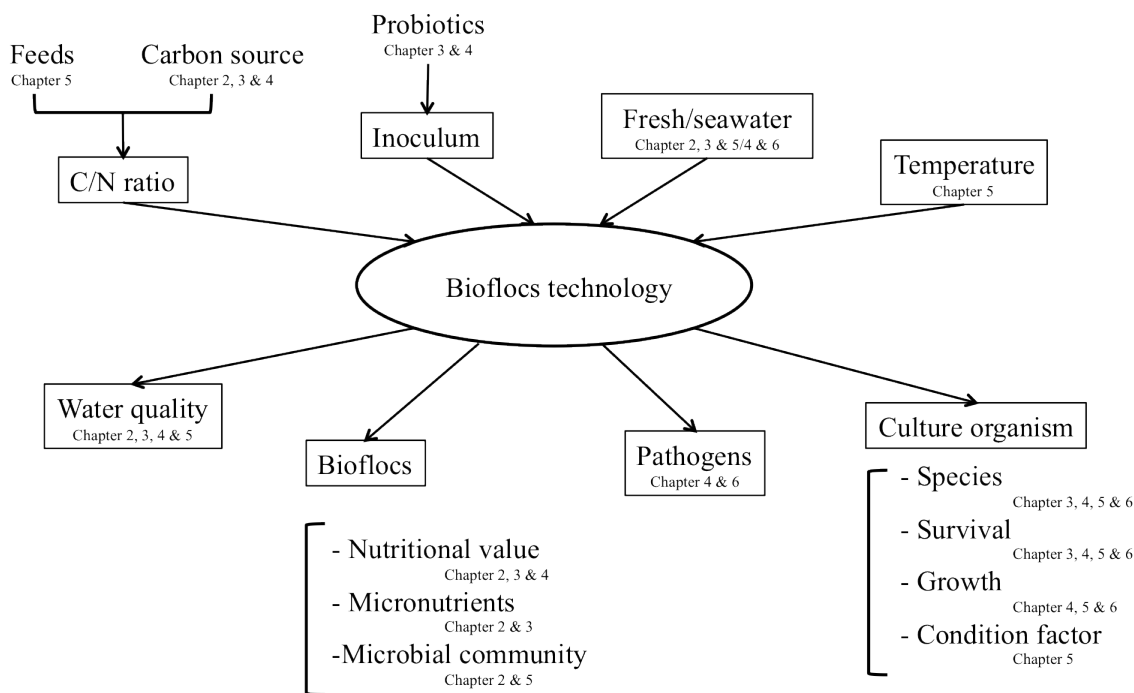 Probiotics
Chapter 3 & 4
Feeds
Chapter 5
Carbon source
Chapter 2, 3 & 4
Inoculum
Fresh/seawater
Chapter 2, 3 & 5/4 & 6
C/N ratio
Temperature
Chapter 5
Bioflocs technology
Water quality
Chapter 2, 3, 4 & 5
Bioflocs
Pathogens
Chapter 4 & 6
Culture organism
- Nutritional value
Chapter 2, 3 & 4
- Micronutrients
Chapter 2 & 3
-Microbial community
Chapter 2 & 5
- Species
Chapter 3, 4, 5 & 6
- Survival
Chapter 3, 4, 5 & 6
- Growth
Chapter 4, 5 & 6
- Condition factor
Chapter 5